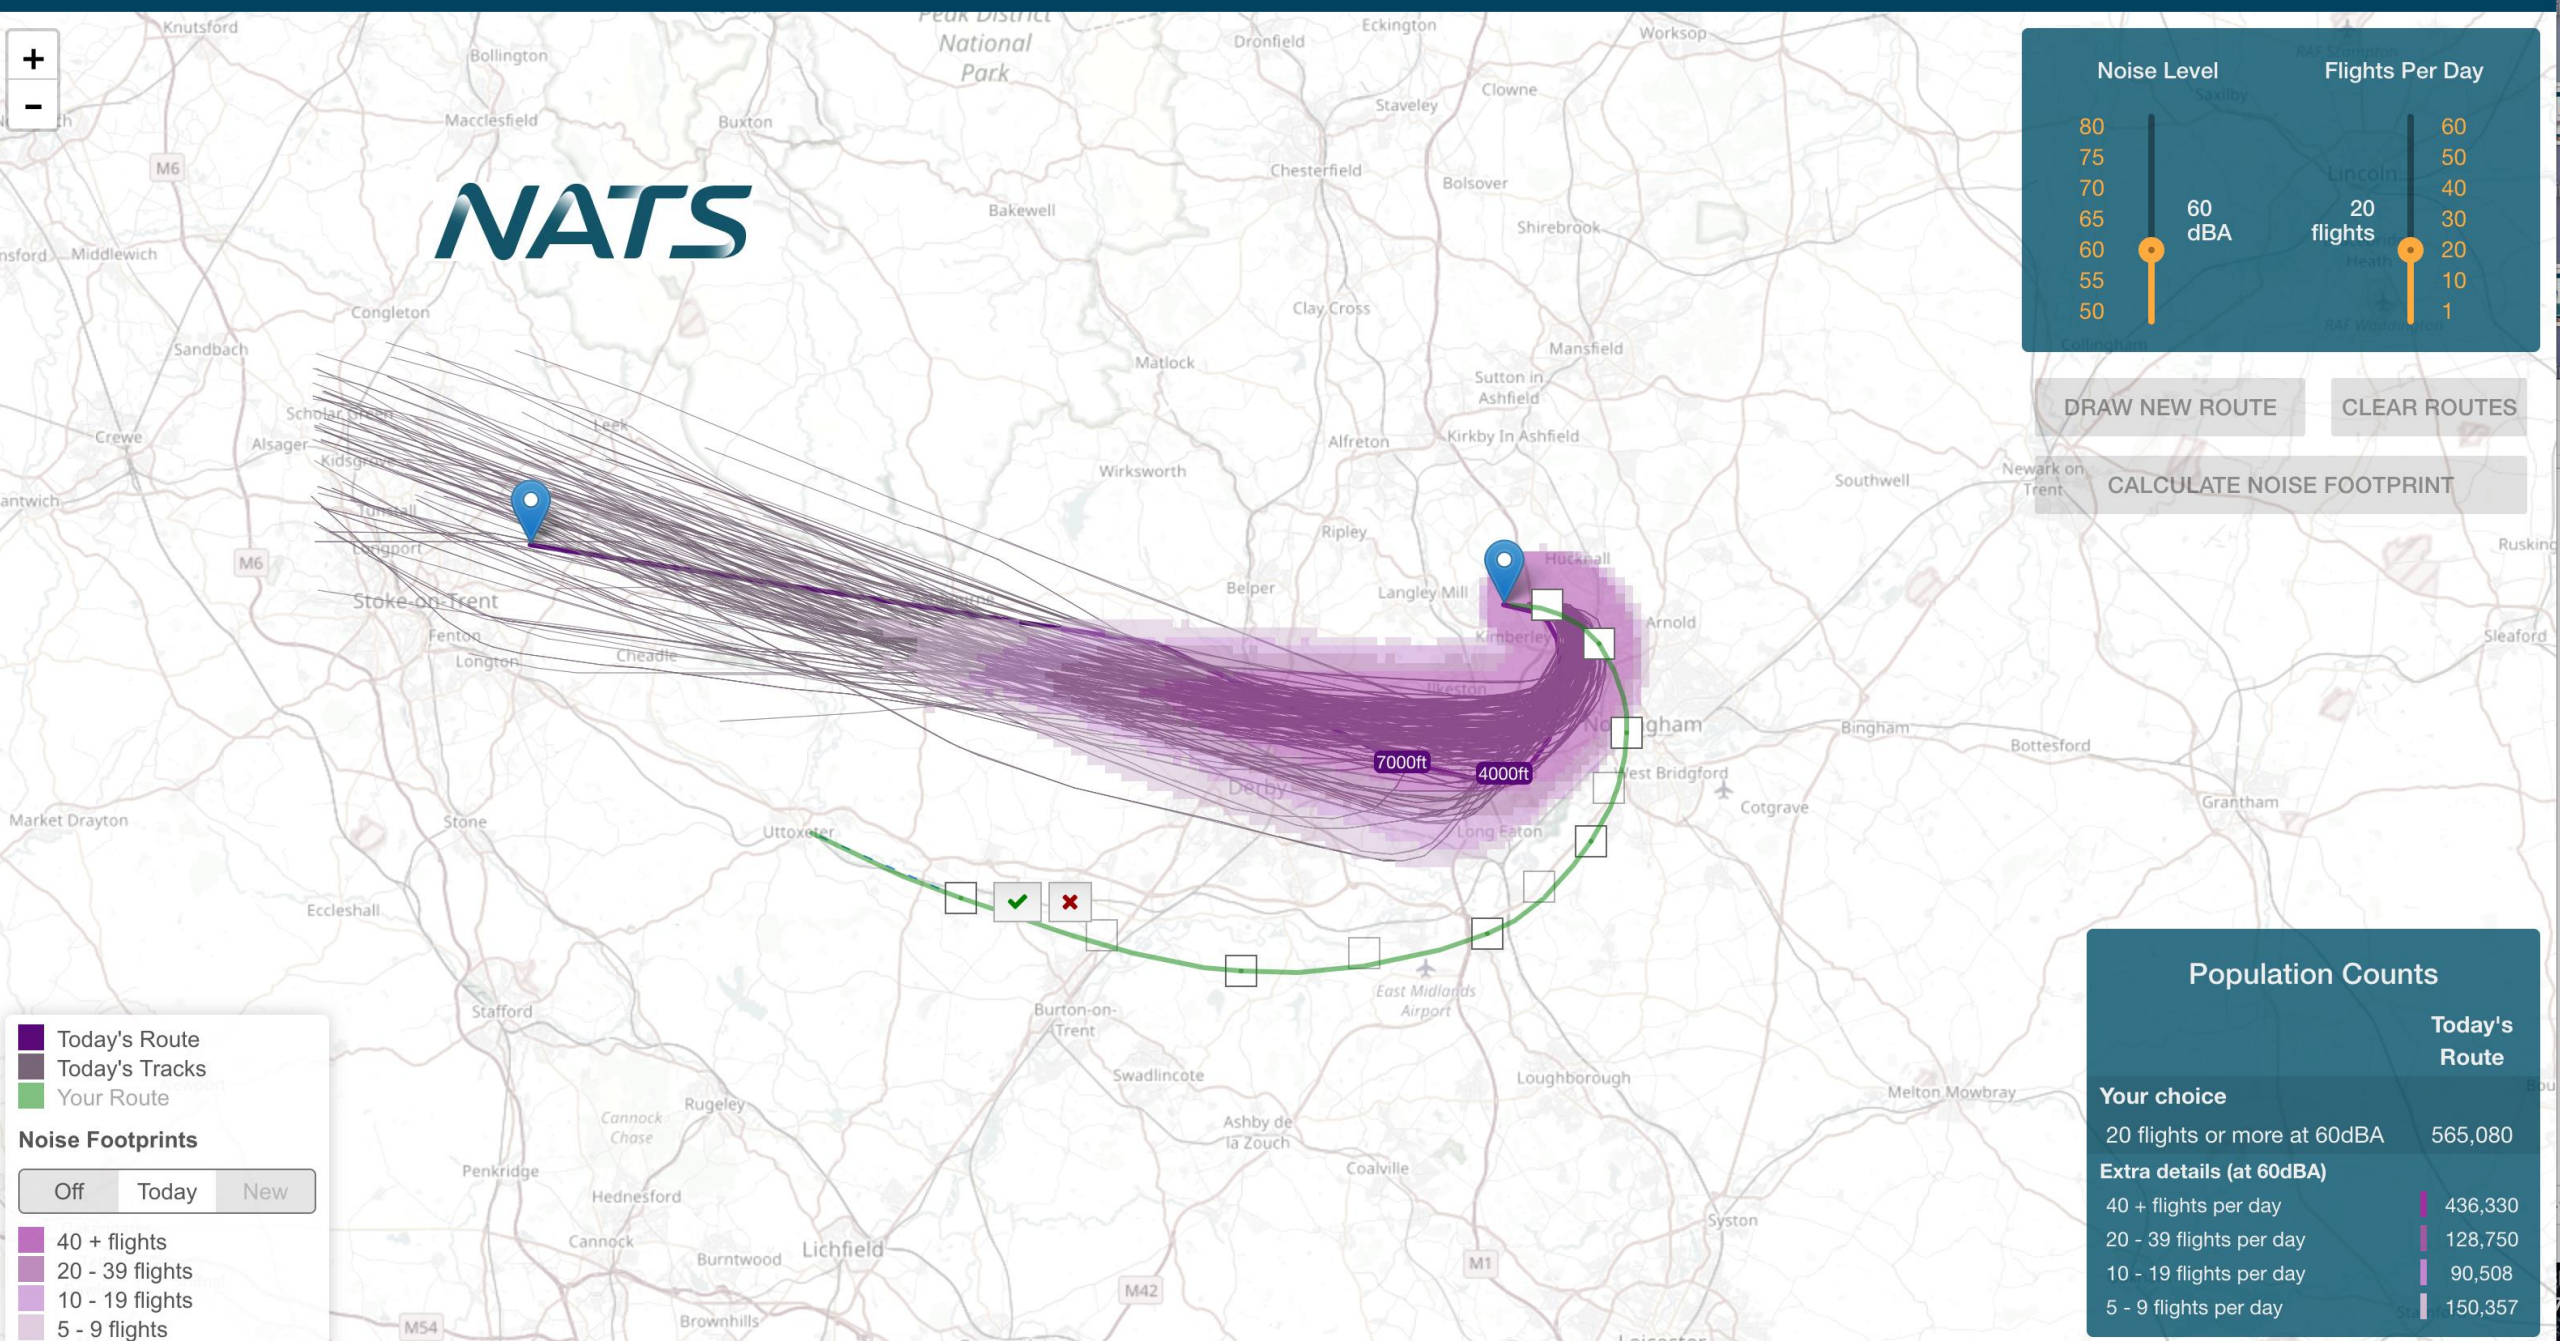 Peak District
National
Park
Knutsford
Bollington
Dronfield
Eckington
Worksop
+
−
Macclesfield
Buxton
Staveley
Clowne
M6
Chesterfield
Bolsover
Bakewell
Shirebrook
NATS
Middlewich
Congleton
Clay Cross
Sandbach
Matlock
Mansfield
Sutton in
Ashfield
Scholar Green
Leek
Crewe
Alsager
Kidsgrove
Alfreton
Kirkby In Ashfield
Wirksworth
Southwell
Newark on
Trent
Tunstall
Longport
Ripley
M6
Hucknall
Belper
Langley Mill
Stoke-on-Trent
Fenton
Kimberley
Arnold
Longton
Cheadle
Ilkeston
Sleaford
Bingham
Bottesford
7000ft
4000ft
West Bridgford
Derby
Cotgrave
Grantham
Market Drayton
Stone
Uttoxeter
Long Eaton
Eccleshall
East Midlands
Airport
Stafford
Burton-on-
Trent
Swadlincote
Loughborough
Melton Mowbray
Rugeley
Cannock
Chase
Ashby de
la Zouch
Penkridge
Coalville
Hednesford
Syston
Cannock
Burntwood
Lichfield
M1
M42
M54
Brownhills
Noise Level
Flights Per Day
Saxilby
Lincoln
Collingham
RAF Waddington
80
75
70
65
60
55
50
60
dBA
20
flights
60
50
40
30
20
10
1
DRAW NEW ROUTE
CLEAR ROUTES
CALCULATE NOISE FOOTPRINT
Today's Route
Today's Tracks
Your Route
Noise Footprints
Off Today New
40 + flights
20 - 39 flights
10 - 19 flights
5 - 9 flights
Population Counts
Today's
Route
Your choice
20 flights or more at 60dBA 565,080
Extra details (at 60dBA)
40 + flights per day 436,330
20 - 39 flights per day 128,750
10 - 19 flights per day 90,508
5 - 9 flights per day 150,357